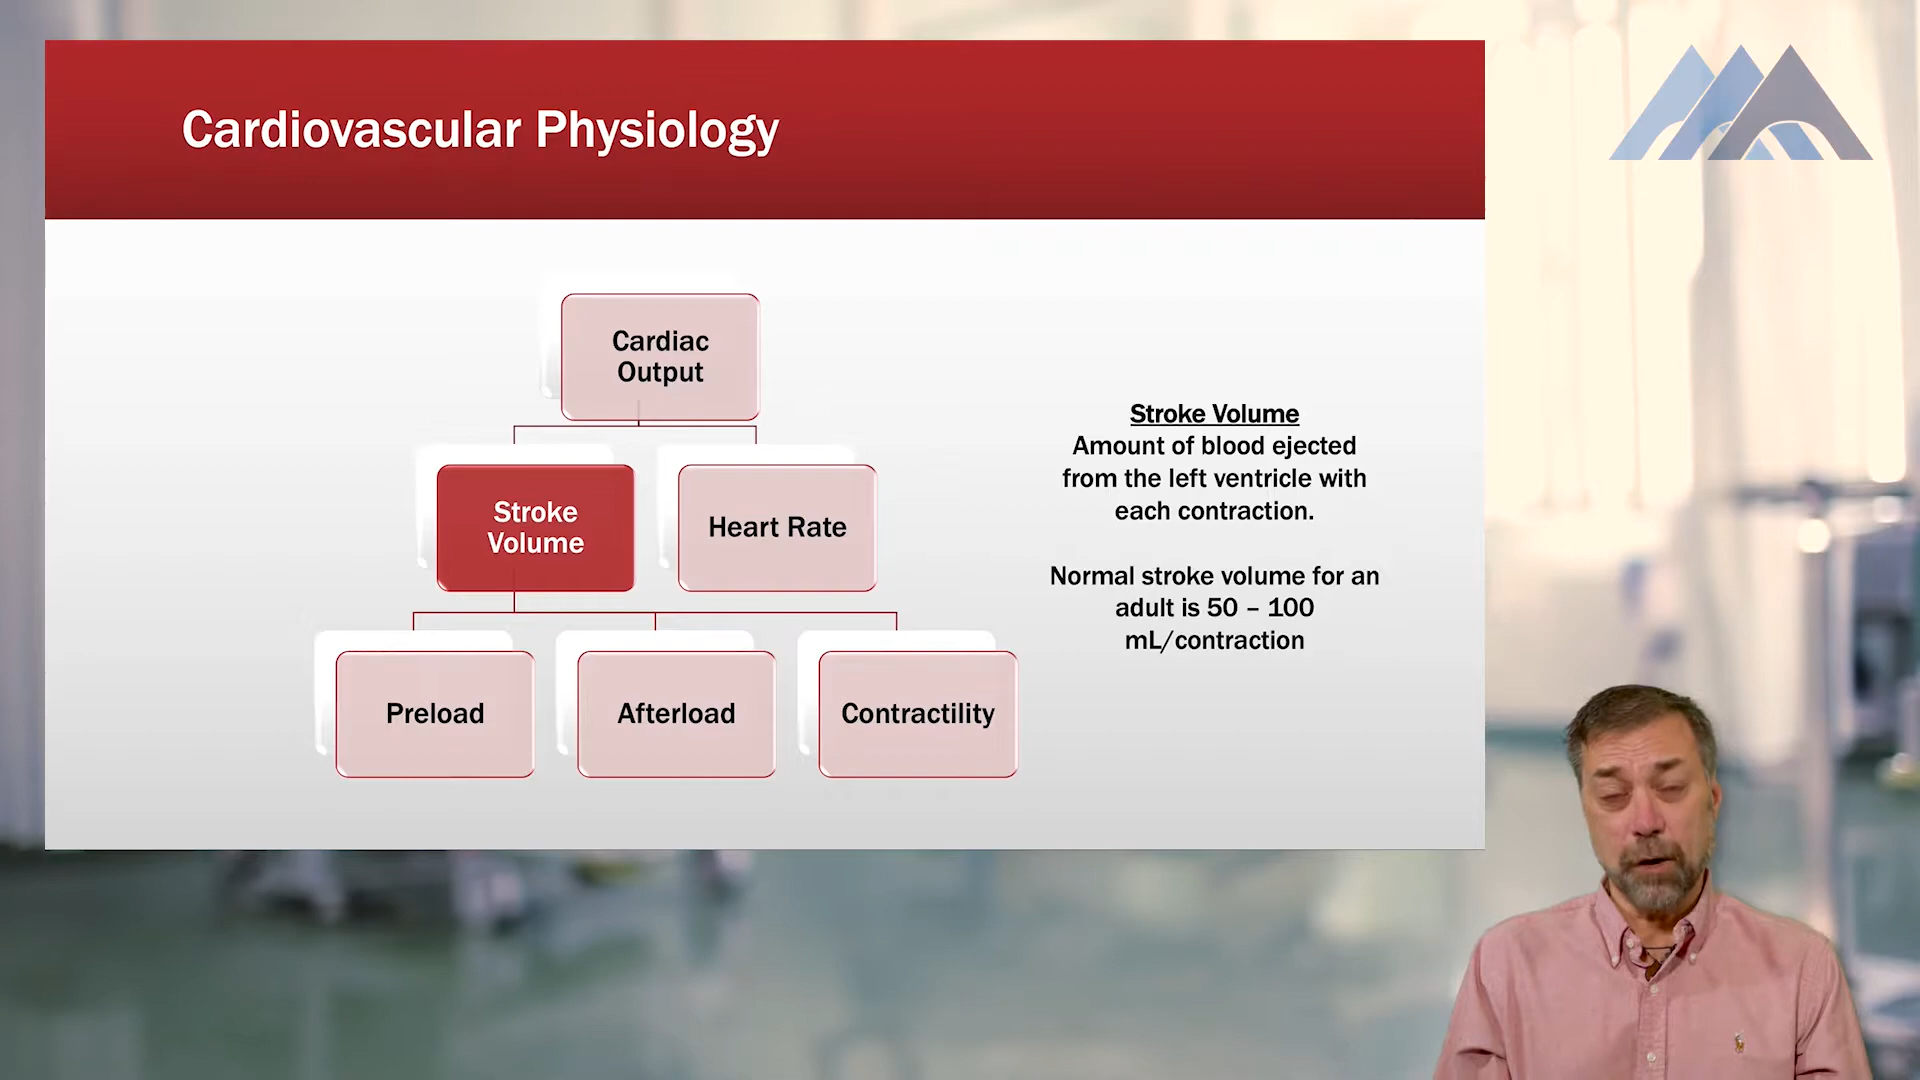 Cardiovascular Physiology
Cardiac
Output
Stroke
Volume
Heart Rate
Preload
Afterload
Contractility
Stroke Volume
Amount of blood ejected
from the left ventricle with
each contraction.
Normal stroke volume for an
adult is 50 – 100
mL/contraction